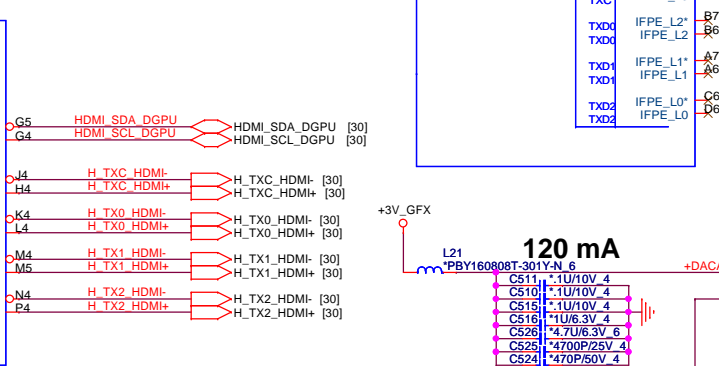 TXC
TXD0 IFPE_L2* B7
TXD0 IFPE_L2 B6
TXD1 IFPE_L1* A7
TXD1 IFPE_L1 A6
TXD2 IFPE_L0* C6
TXD2 IFPE_L0 D6
G5 HDMI_SDA_DGPU HDMI_SDA_DGPU [30]
G4 HDMI_SCL_DGPU HDMI_SCL_DGPU [30]
J4 H_TXC_HDMI- H_TXC_HDMI- [30]
H4 H_TXC_HDMI+ H_TXC_HDMI+ [30]
K4 H_TX0_HDMI- H_TX0_HDMI- [30]
L4 H_TX0_HDMI+ H_TX0_HDMI+ [30]
M4 H_TX1_HDMI- H_TX1_HDMI- [30]
M5 H_TX1_HDMI+ H_TX1_HDMI+ [30]
N4 H_TX2_HDMI- H_TX2_HDMI- [30]
P4 H_TX2_HDMI+ H_TX2_HDMI+ [30]
+3V_GFX
L21 120 mA
*PBY160808T-301Y-N_6 +DACA
C511 *.1U/10V_4
C510 *.1U/10V_4
C515 *.1U/10V_4
C516 *1U/6.3V_4
C526 *4.7U/6.3V_6
C525 *4700P/25V_4
C524 *470P/50V_4